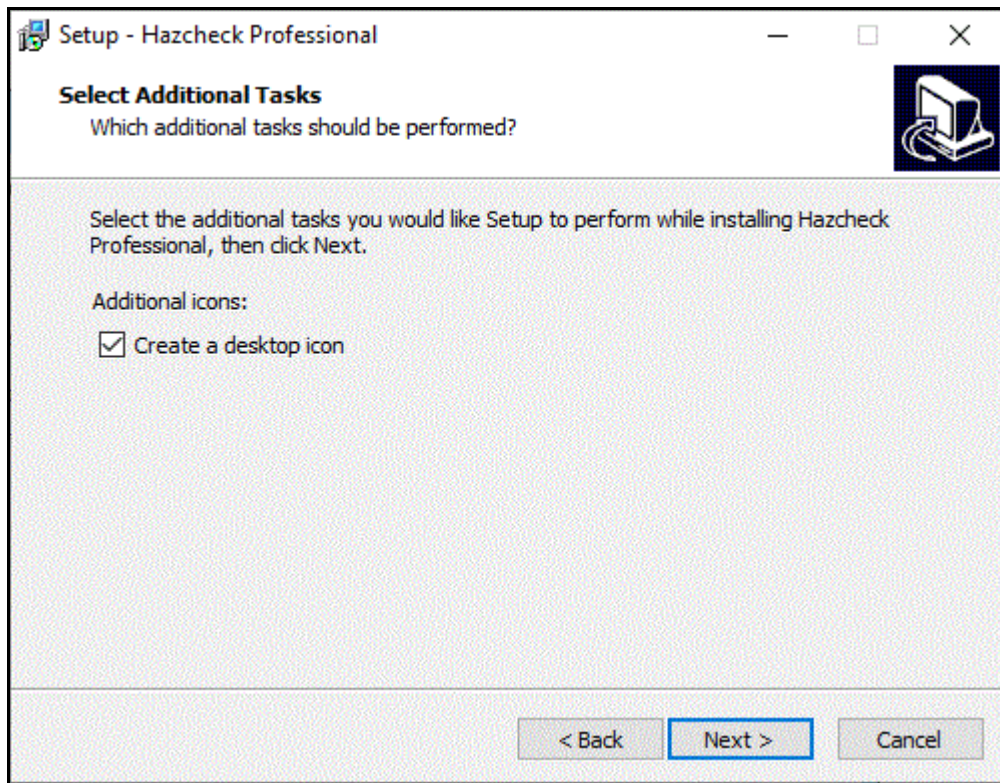 Setup - Hazcheck Professional
Select Additional Tasks
Which additional tasks should be performed?
Select the additional tasks you would like Setup to perform while installing Hazcheck
Professional, then click Next.
Additional icons:
Create a desktop icon
< Back Next > Cancel